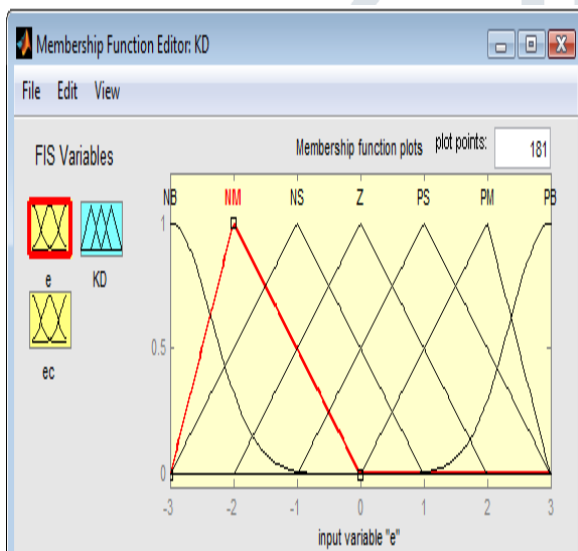 Membership Function Editor: KD
File Edit View
FIS Variables
Membership function plots plot points: 181
NB NM NS Z PS PM PB
e KD
ec
1
0.5
0
-3 -2 -1 0 1 2 3
input variable "e"